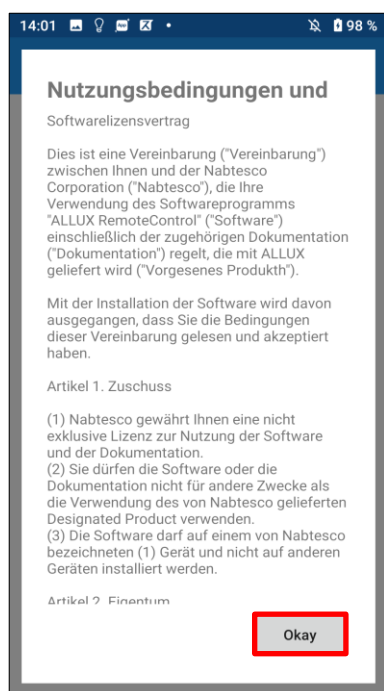 14:01
98 %
Nutzungsbedingungen und
Softwarelizensvertrag
Dies ist eine Vereinbarung ("Vereinbarung")
zwischen Ihnen und der Nabtesco
Corporation ("Nabtesco"), die Ihre
Verwendung des Softwareprogramms
"ALLUX RemoteControl" ("Software")
einschließlich der zugehörigen Dokumentation
("Dokumentation") regelt, die mit ALLUX
geliefert wird ("Vorgesenes Produkth").
Mit der Installation der Software wird davon
ausgegangen, dass Sie die Bedingungen
dieser Vereinbarung gelesen und akzeptiert
haben.
Artikel 1. Zuschuss
(1) Nabtesco gewährt Ihnen eine nicht
exklusive Lizenz zur Nutzung der Software
und der Dokumentation.
(2) Sie dürfen die Software oder die
Dokumentation nicht für andere Zwecke als
die Verwendung des von Nabtesco gelieferten
Designated Product verwenden.
(3) Die Software darf auf einem von Nabtesco
bezeichneten (1) Gerät und nicht auf anderen
Geräten installiert werden.
Artikel 2. Eigentum
Okay